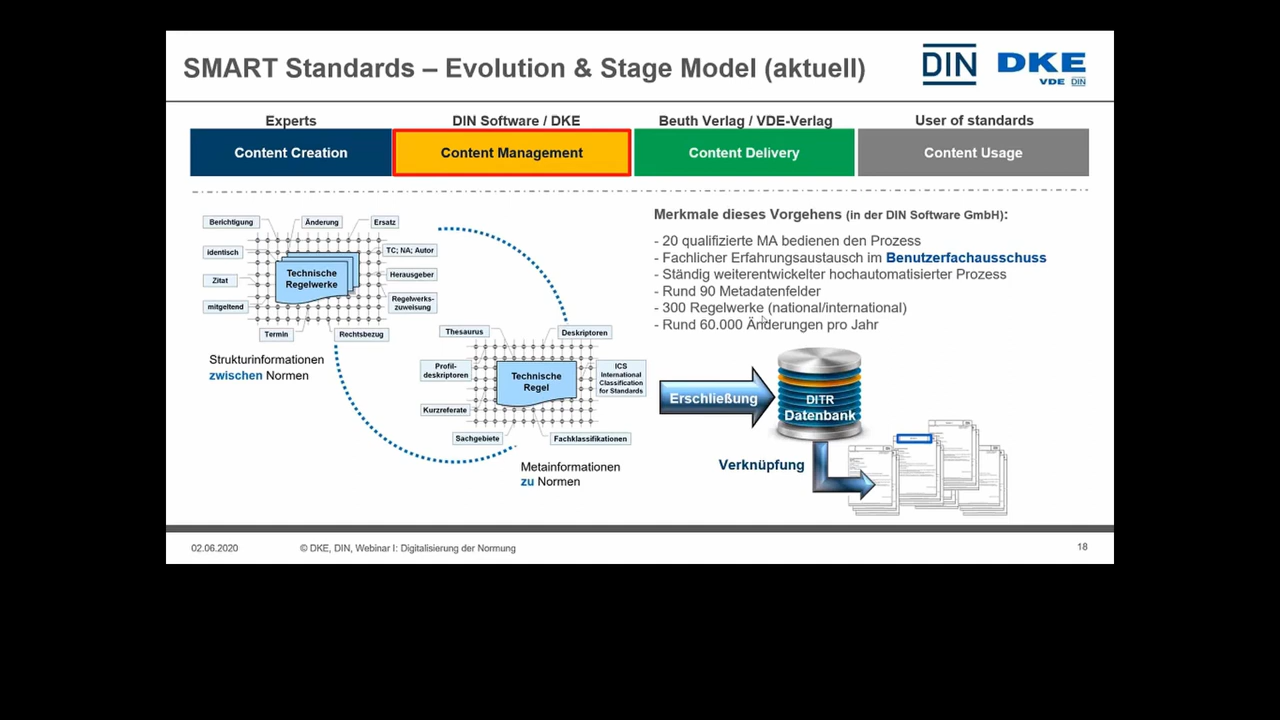 SMART Standards – Evolution & Stage Model (aktuell)
DIN
DKE
VDE DIN
Experts
DIN Software / DKE
Beuth Verlag / VDE-Verlag
User of standards
Content Creation
Content Management
Content Delivery
Content Usage
Berichtigung
Änderung
Ersatz
identisch
TC; NA; Autor
Zitat
Technische
Regelwerke
Herausgeber
mitgeltend
Regelwerks-
zuweisung
Termin
Rechtsbezug
Strukturinformationen
zwischen Normen
Thesaurus
Deskriptoren
Profil-
deskriptoren
Technische
Regel
ICS
International
Classification
for Standards
Kurzreferate
Sachgebiete
Fachklassifikationen
Metainformationen
zu Normen
Merkmale dieses Vorgehens (in der DIN Software GmbH):
- 20 qualifizierte MA bedienen den Prozess
- Fachlicher Erfahrungsaustausch im Benutzerfachausschuss
- Ständig weiterentwickelter hochautomatisierter Prozess
- Rund 90 Metadatenfelder
- 300 Regelwerke (national/international)
- Rund 60.000 Änderungen pro Jahr
Erschließung
DITR
Datenbank
Verknüpfung
02.06.2020
© DKE, DIN, Webinar I: Digitalisierung der Normung
18